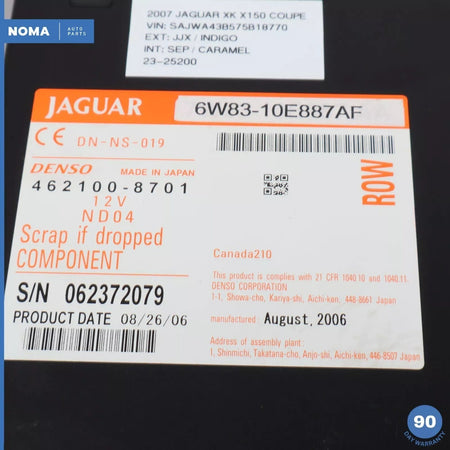 NOMA AUTO PARTS
2007 JAGUAR XK X150 COUPE
VIN: SAJWA43B575B18770
EXT: JJX / INDIGO
INT: SEP / CARAMEL
23-25200
JAGUAR
6W83-10E887AF
CE DN-NS-019
DENSO MADE IN JAPAN
462100-8701
12V
ND04
Scrap if dropped
COMPONENT
ROW
S/N 062372079
PRODUCT DATE 08/26/06
Canada210
This product is complies with 21 CFR 1040.10 and 1040.11.
DENSO CORPORATION
1-1, Showa-cho, Kariya-shi, Aichi-ken, 448-8661 Japan
manufactured: August, 2006
Manufacturer's Address: Takatana assembly plant:
1, Shinmichi, Takatana-cho, Anjo-shi, Aichi-ken, 446-8507 Japan
90
DAY WARRANTY